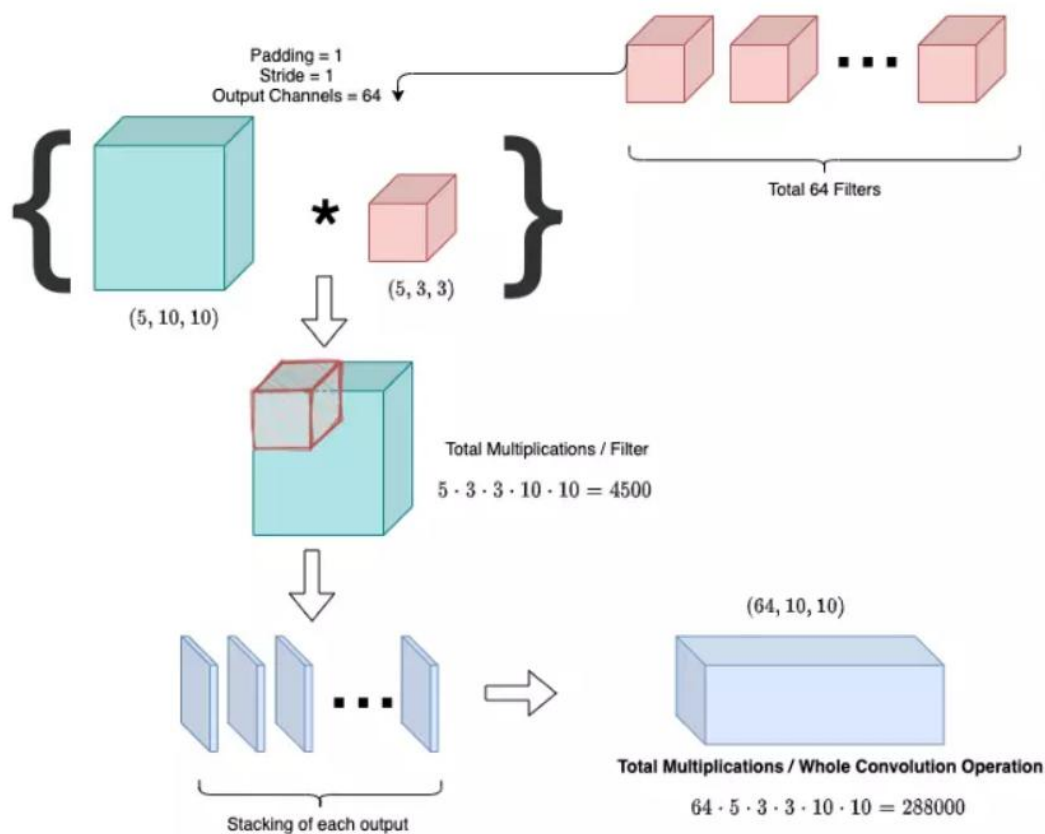 Padding = 1
Stride = 1
Output Channels = 64
Total 64 Filters
{
*
}
(5, 10, 10)
(5, 3, 3)
Total Multiplications / Filter
5 · 3 · 3 · 10 · 10 = 4500
(64, 10, 10)
Total Multiplications / Whole Convolution Operation
64 · 5 · 3 · 3 · 10 · 10 = 288000
Stacking of each output